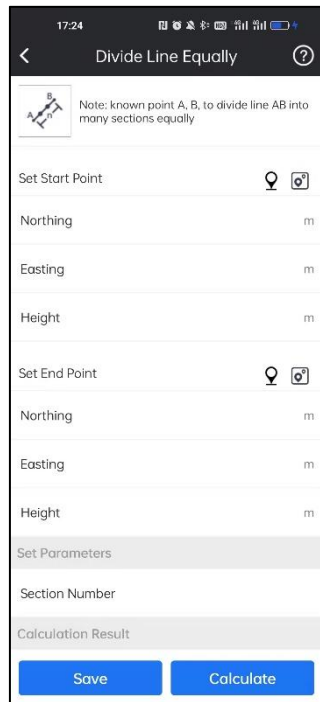 17:24
Divide Line Equally
Note: known point A, B, to divide line AB into
many sections equally
Set Start Point
Northing m
Easting m
Height m
Set End Point
Northing m
Easting m
Height m
Set Parameters
Section Number
Calculation Result
Save Calculate